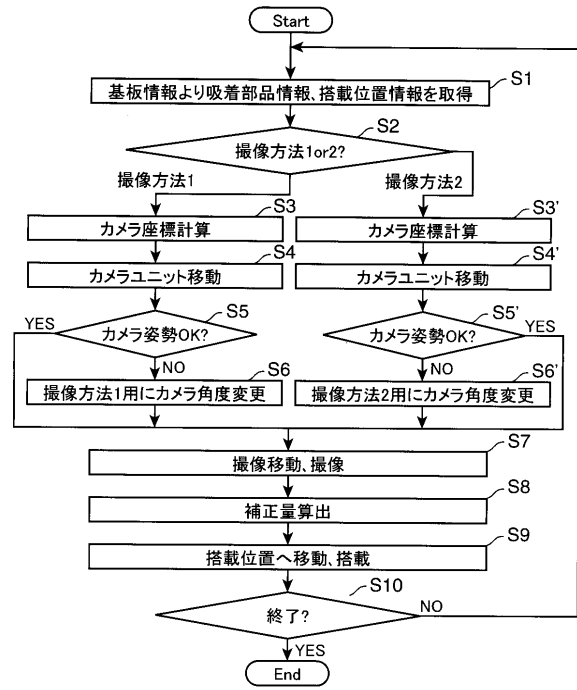 Start
S1
基板情報より吸着部品情報、搭載位置情報を取得
S2
撮像方法1or2?
撮像方法1
撮像方法2
S3
カメラ座標計算
S3'
カメラ座標計算
S4
カメラユニット移動
S4'
カメラユニット移動
S5
YES
カメラ姿勢OK?
S5'
カメラ姿勢OK?
YES
NO
S6
撮像方法1用にカメラ角度変更
NO
S6'
撮像方法2用にカメラ角度変更
S7
撮像移動、撮像
S8
補正量算出
S9
搭載位置へ移動、搭載
S10
終了?
NO
YES
End